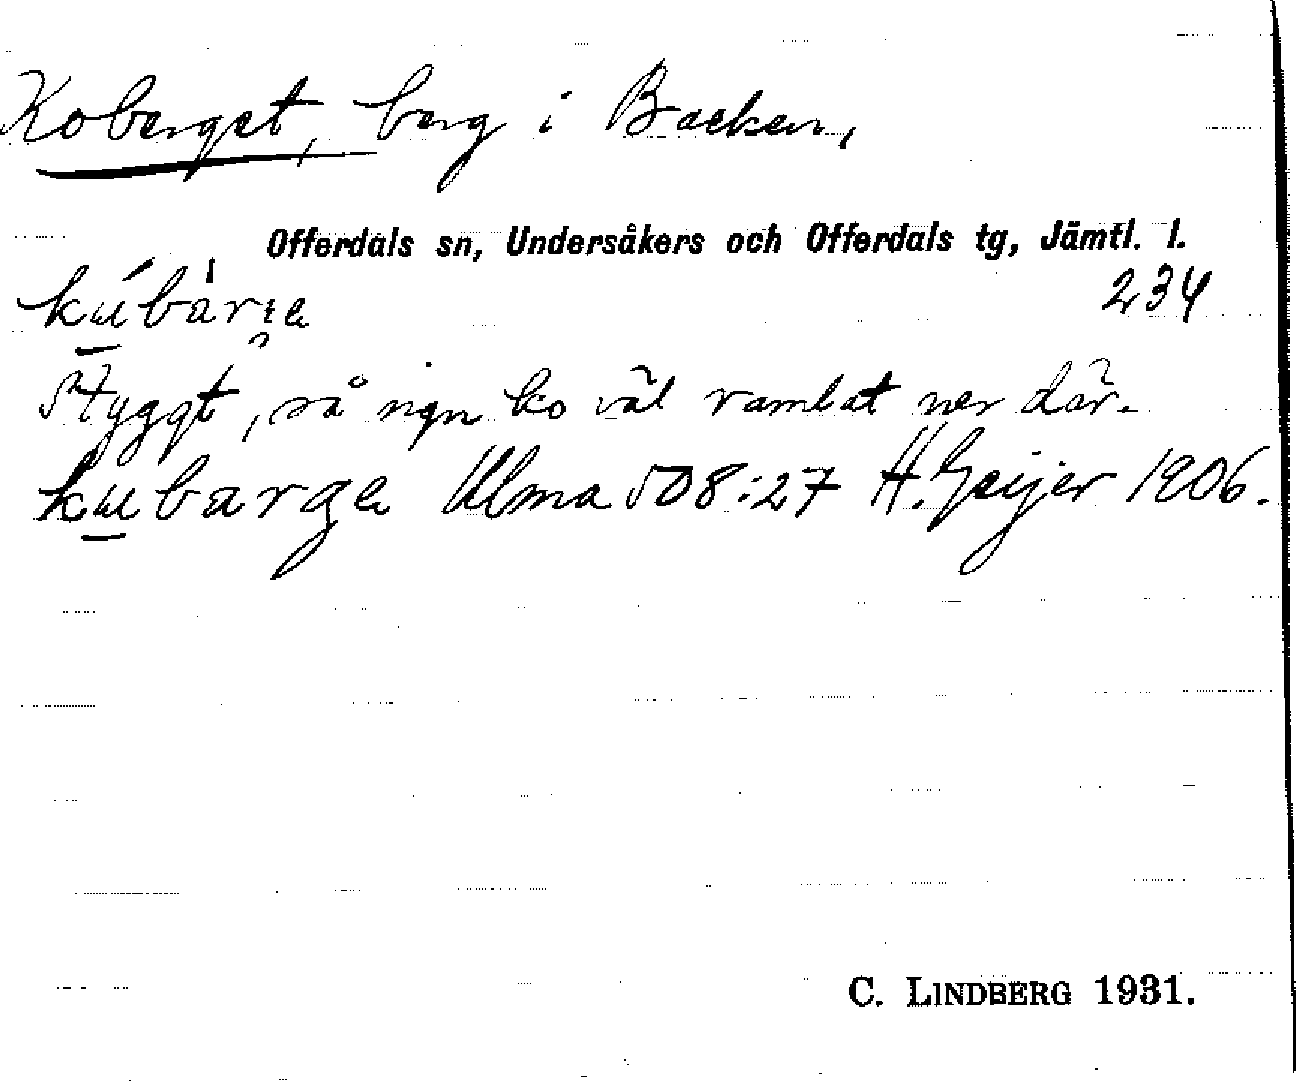 Koberget, berg i Backen,
Offerdals sn, Undersåkers och Offerdals tg, Jämtl. l.
234
Styggt, så ngn ko väl ramlat ner där.
kubarge Ulma 508:27 H. Geijer 1906.
C. LINDBERG 1931.